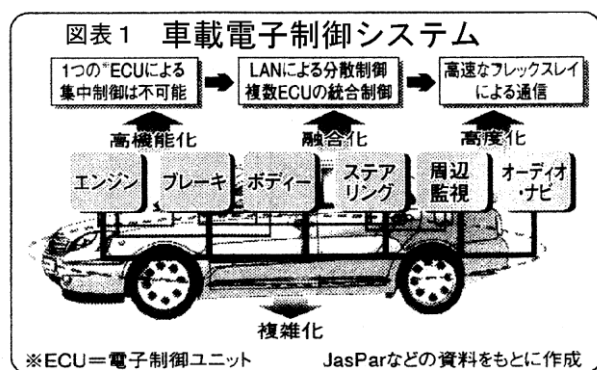 図表1 車載電子制御システム
1つの※ECUによる
集中制御は不可能
LANによる分散制御
複数ECUの統合制御
高速なフレックスレイ
による通信
高機能化
融合化
高度化
エンジン
ブレーキ
ボディー
ステア
リング
周辺
監視
オーディオ
・ナビ
複雑化
※ECU=電子制御ユニット
JasParなどの資料をもとに作成